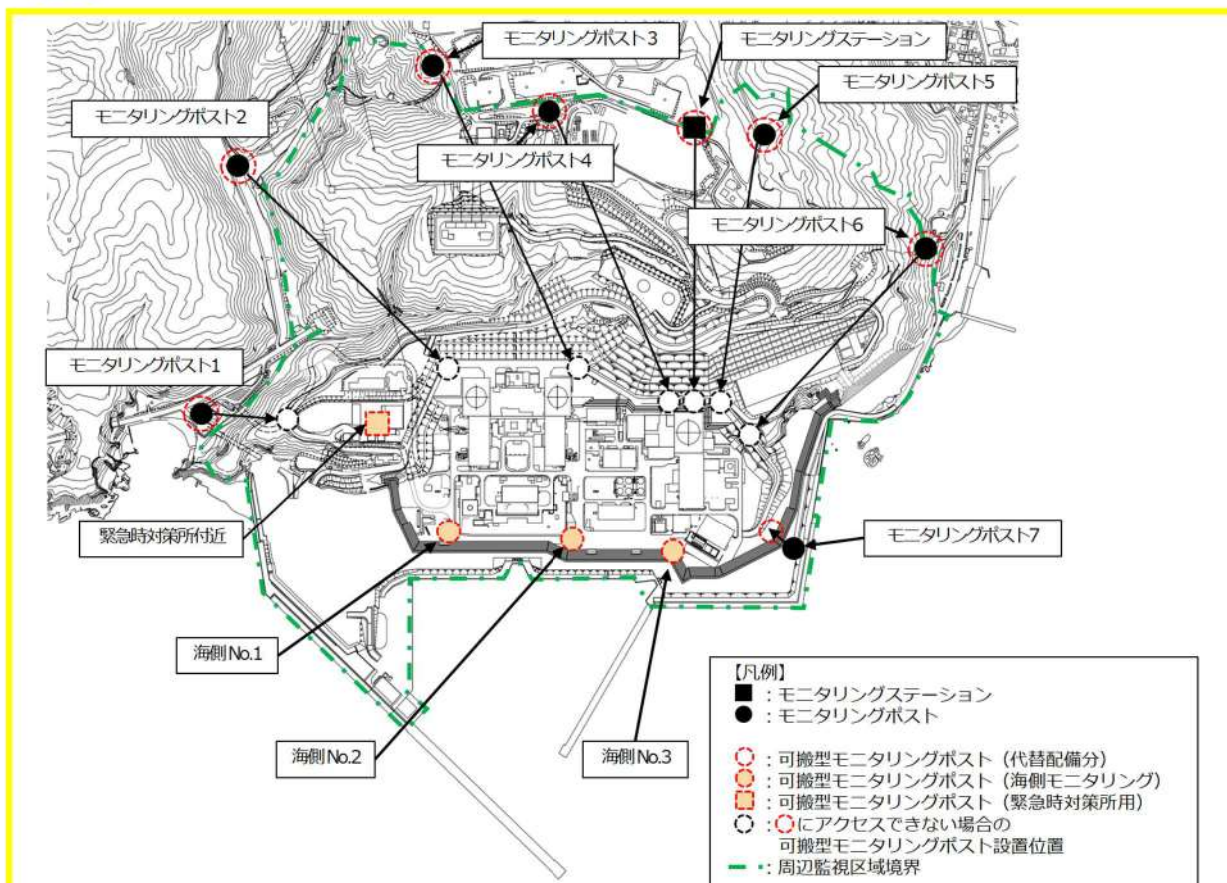 モニタリングポスト3
モニタリングステーション
モニタリングポスト5
モニタリングポスト2
モニタリングポスト4
モニタリングポスト6
モニタリングポスト1
緊急時対策所付近
モニタリングポスト7
海側No.1
海側No.2
海側No.3
【凡例】
■：モニタリングステーション
●：モニタリングポスト
：可搬型モニタリングポスト（代替配備分）
：可搬型モニタリングポスト（海側モニタリング）
：可搬型モニタリングポスト（緊急時対策所用）
：〇にアクセスできない場合の
可搬型モニタリングポスト設置位置
：周辺監視区域境界